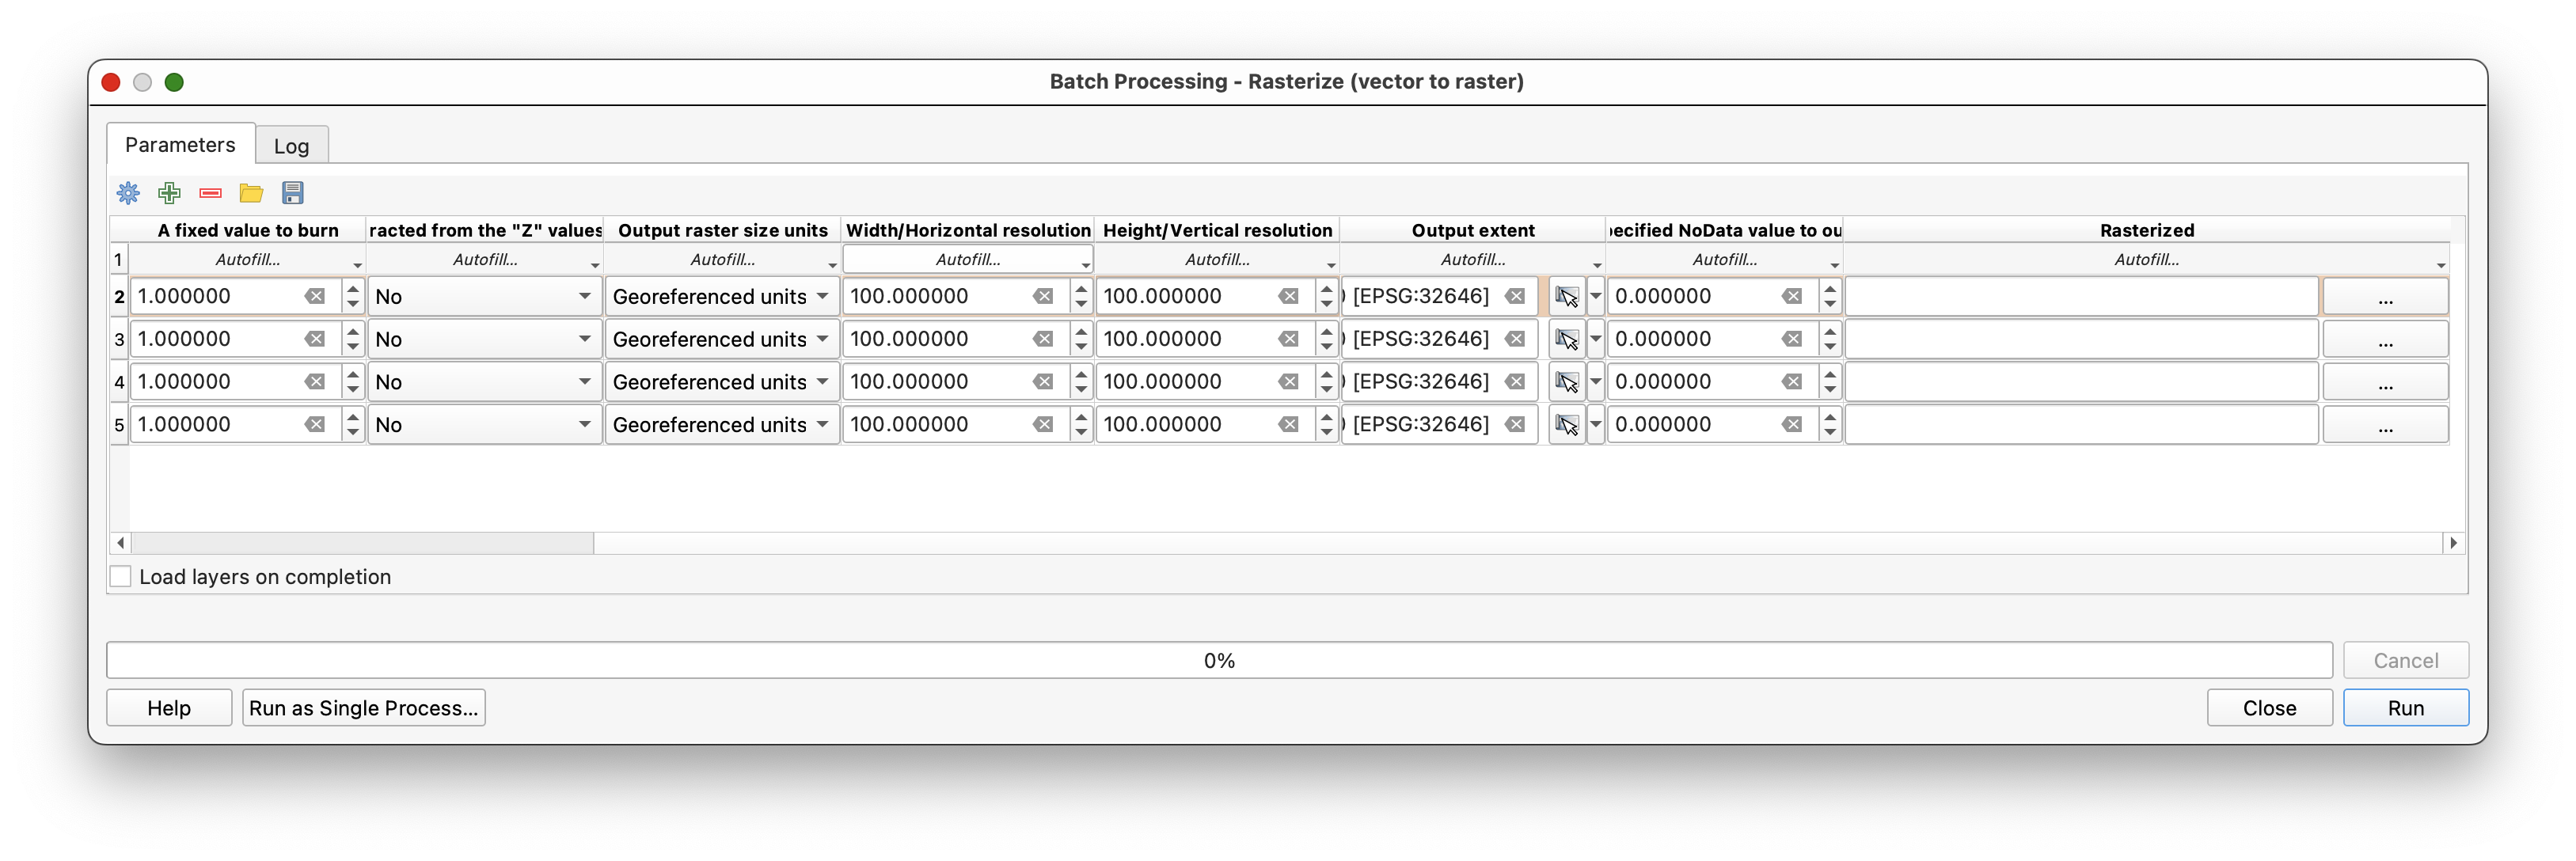 Batch Processing - Rasterize (vector to raster)
Parameters Log
A fixed value to burn racted from the "Z" values Output raster size units Width/Horizontal resolution Height/Vertical resolution Output extent ecified NoData value to ou Rasterized
1 Autofill... Autofill... Autofill... Autofill... Autofill... Autofill... Autofill... Autofill...
2 1.000000 No Georeferenced units 100.000000 100.000000 ) [EPSG:32646] 0.000000 ...
3 1.000000 No Georeferenced units 100.000000 100.000000 ) [EPSG:32646] 0.000000 ...
4 1.000000 No Georeferenced units 100.000000 100.000000 ) [EPSG:32646] 0.000000 ...
5 1.000000 No Georeferenced units 100.000000 100.000000 ) [EPSG:32646] 0.000000 ...
Load layers on completion
0% Cancel
Help Run as Single Process... Close Run